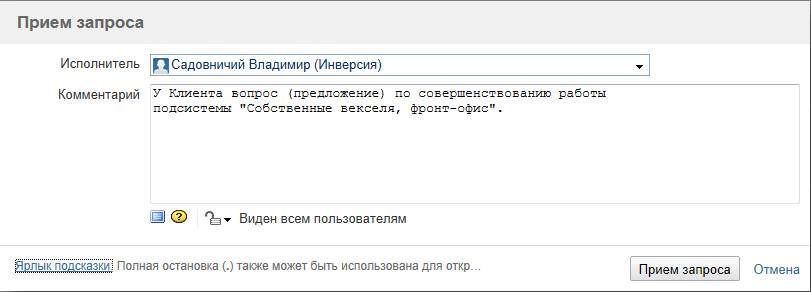 Прием запроса
Исполнитель Садовничий Владимир (Инверсия)
Комментарий У Клиента вопрос (предложение) по совершенствованию работы
подсистемы "Собственные векселя, фронт-офис".
Виден всем пользователям
Ярлык подсказки: Полная остановка (.) также может быть использована для откр… Прием запроса Отмена